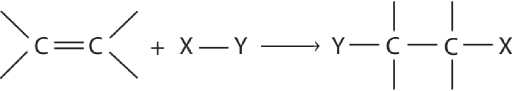 C=C + X—Y ⟶ Y—C—C—X